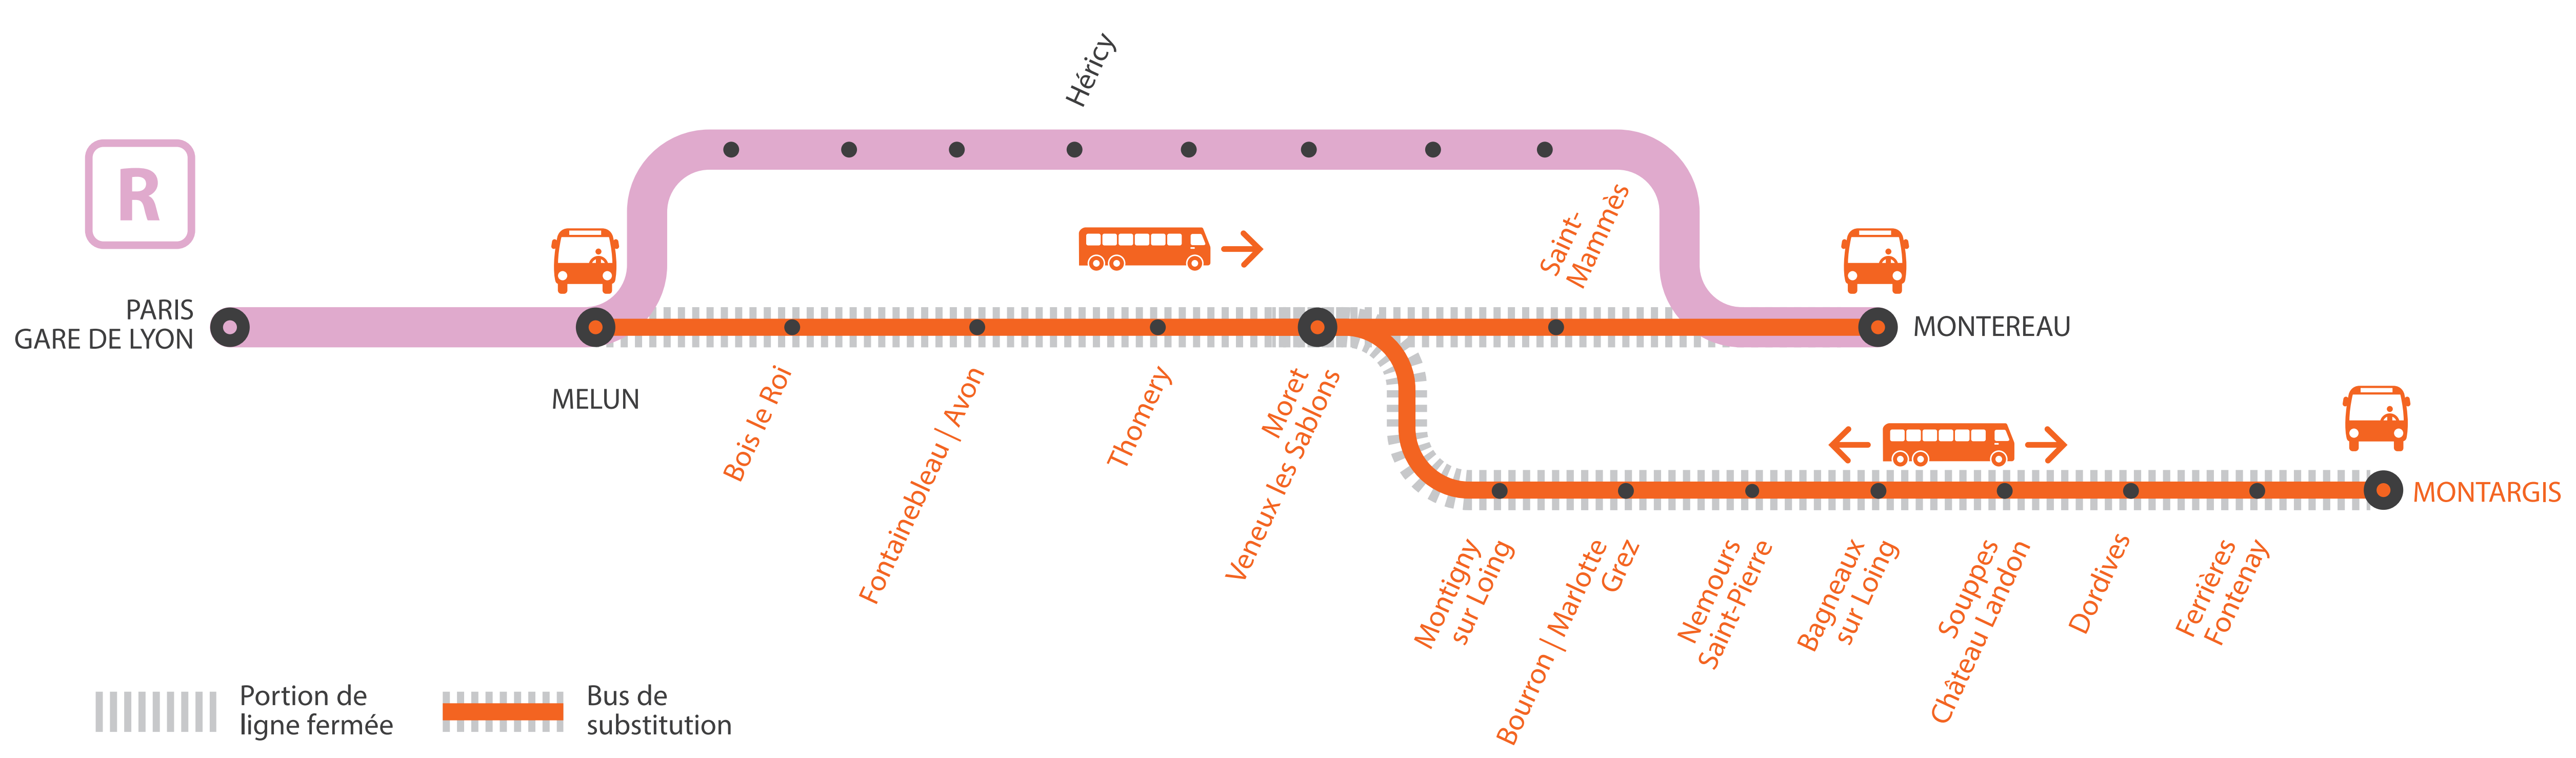 Héricy
R
Saint-
Mammès
PARIS
GARE DE LYON
MONTEREAU
MELUN
Bois le Roi
Fontainebleau | Avon
Thomery
Moret
Veneux les Sablons
MONTARGIS
Montigny
sur Loing
Bourron | Marlotte
Grez
Nemours
Saint-Pierre
Bagneaux
sur Loing
Souppes
Château Landon
Dordives
Ferrières
Fontenay
Portion de
ligne fermée
Bus de
substitution